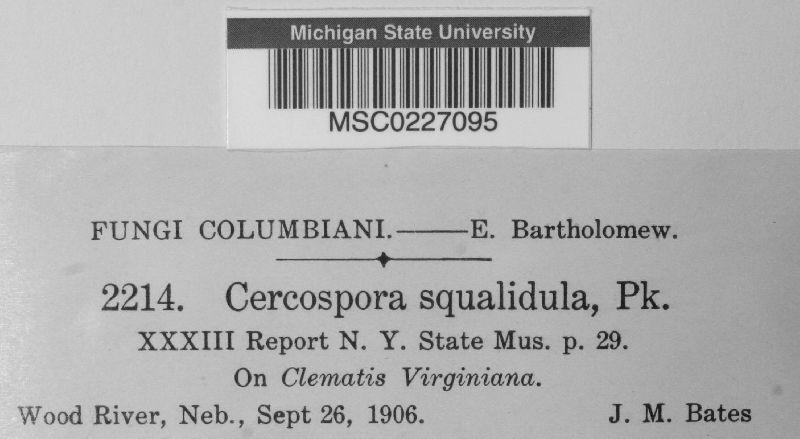 Michigan State University
MSC0227095
FUNGI COLUMBIANI.——E. Bartholomew.
2214. Cercospora squalidula, Pk.
XXXIII Report N. Y. State Mus. p. 29.
On Clematis Virginiana.
Wood River, Neb., Sept 26, 1906. J. M. Bates